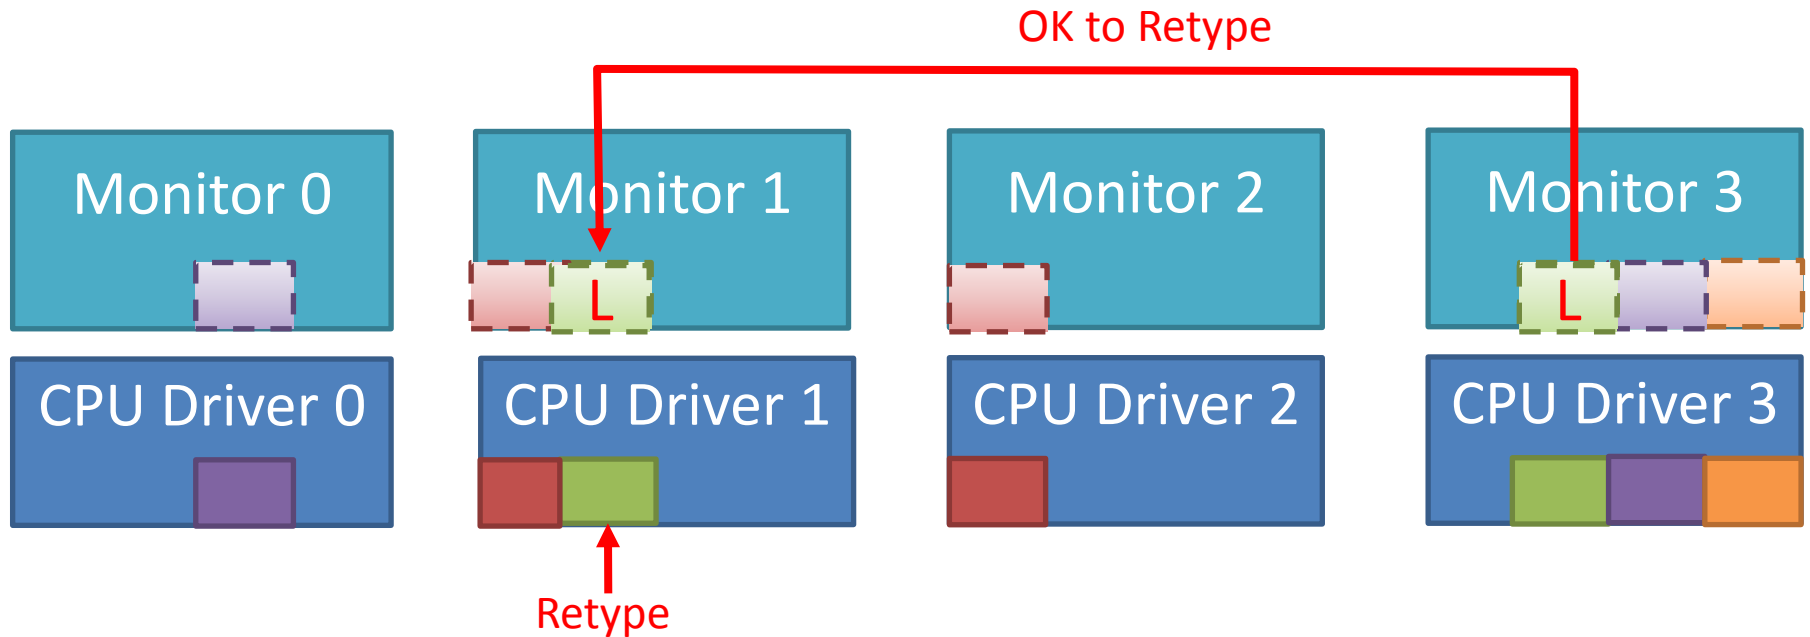 OK to Retype
Monitor 0
Monitor 1
Monitor 2
Monitor 3
L
L
CPU Driver 0
CPU Driver 1
CPU Driver 2
CPU Driver 3
Retype